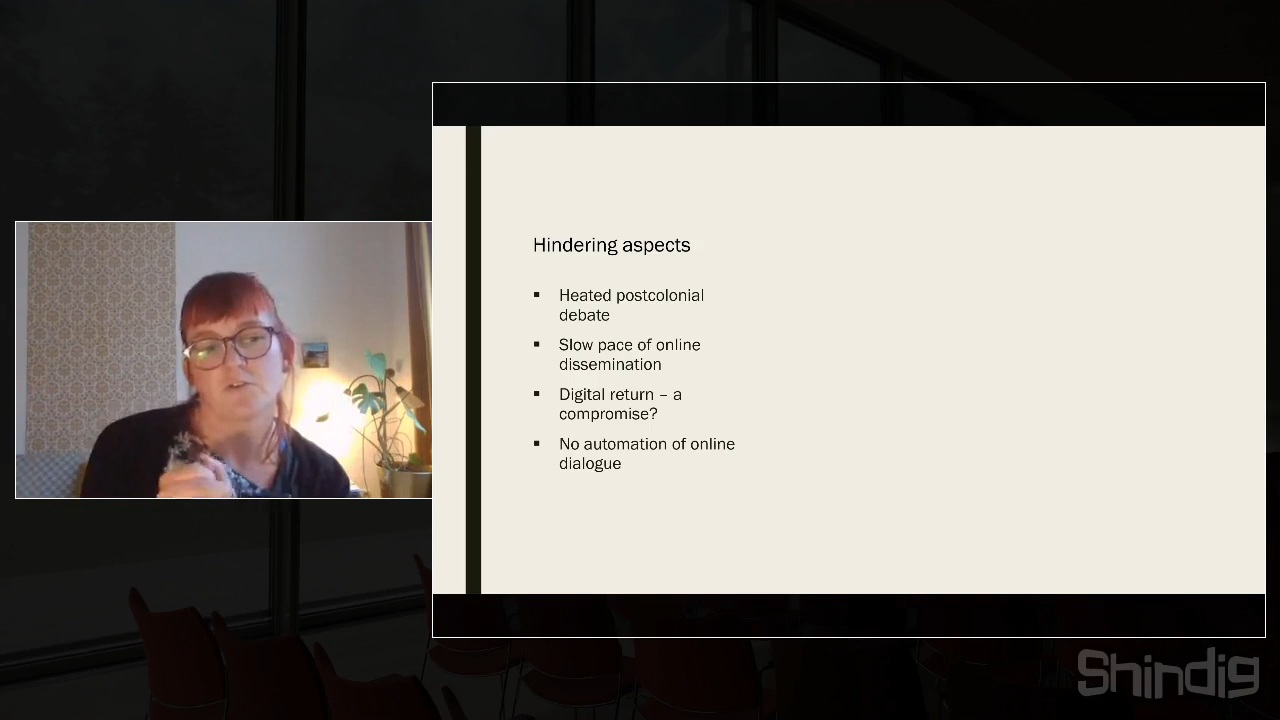 Hindering aspects
▪ Heated postcolonial
debate
▪ Slow pace of online
dissemination
▪ Digital return – a
compromise?
▪ No automation of online
dialogue
Shindig